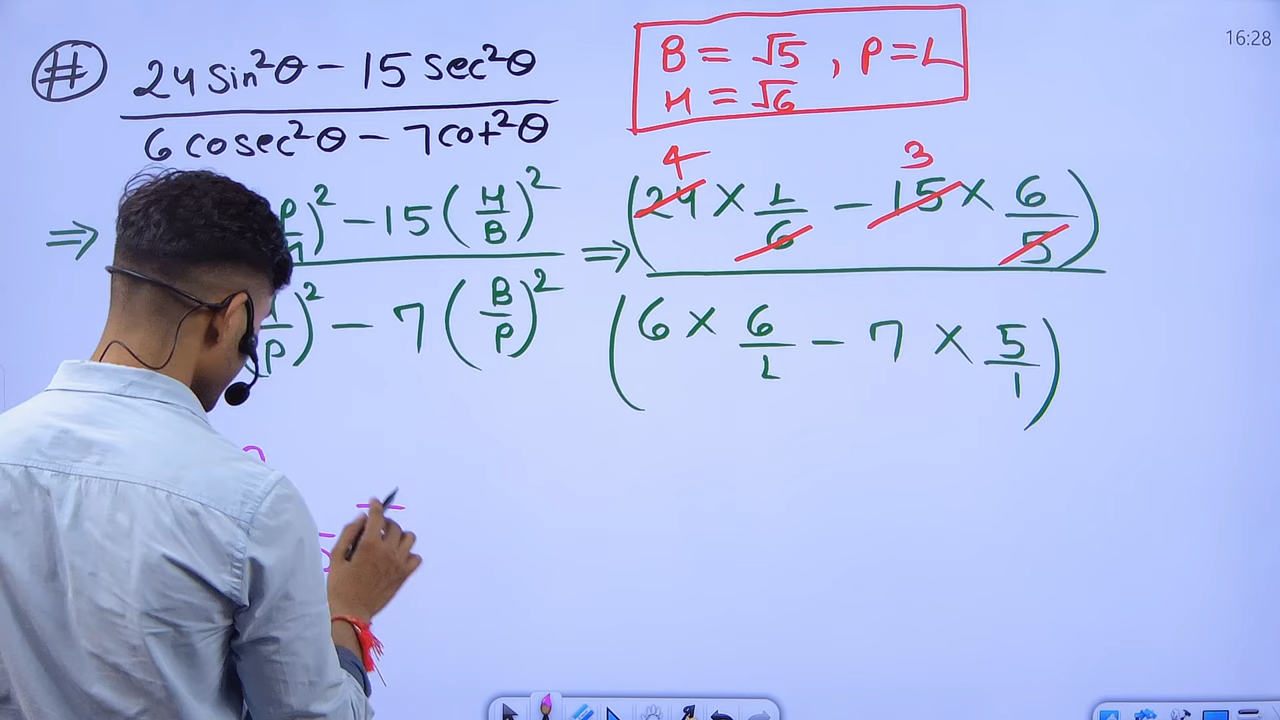 16:28
# (24 sin²θ − 15 sec²θ) / (6 cosec²θ − 7 cot²θ)
B = √5 , P = 1
H = √6
4 3
⇒ )² − 15 (H/B)² / )² − 7 (B/P)²
⇒ (24 × 1/6 − 15 × 6/5) / (6 × 6/1 − 7 × 5/1)